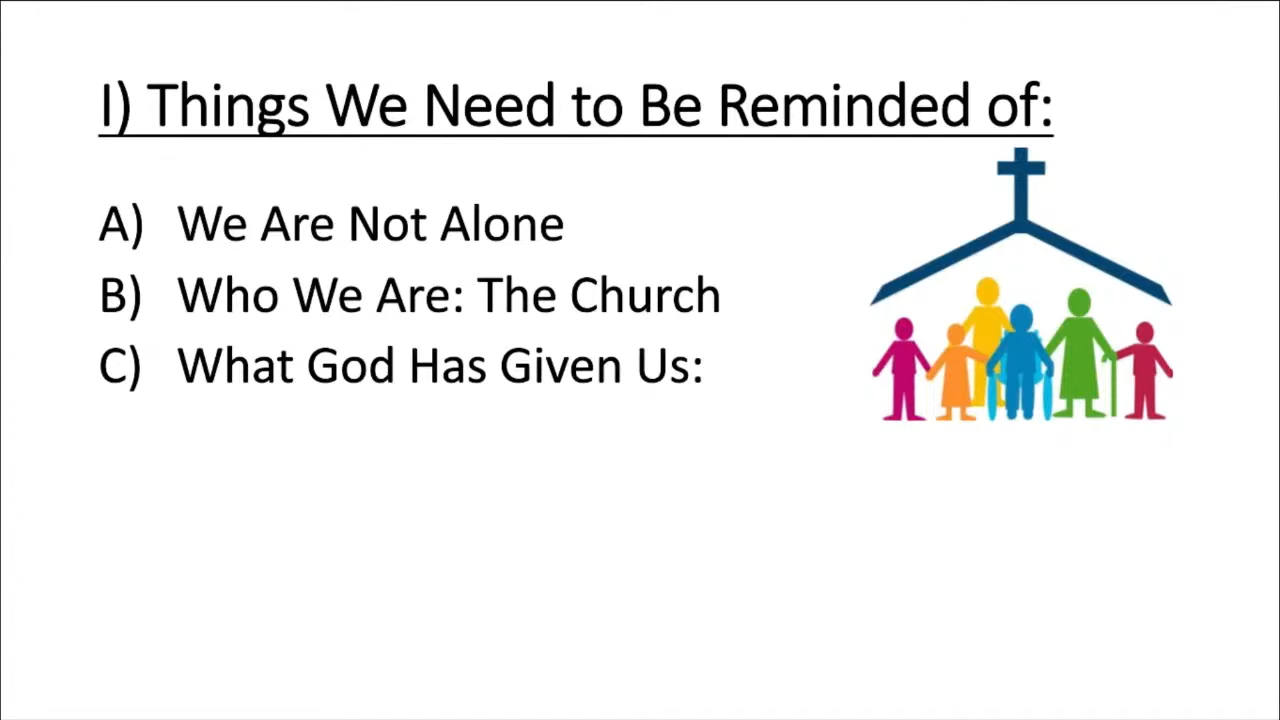 I) Things We Need to Be Reminded of:
A) We Are Not Alone
B) Who We Are: The Church
C) What God Has Given Us: